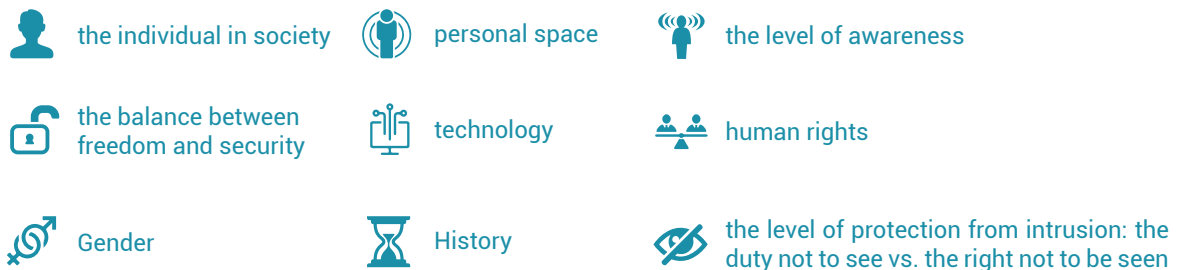 the individual in society
personal space
the level of awareness
the balance between
freedom and security
technology
human rights
Gender
History
the level of protection from intrusion: the
duty not to see vs. the right not to be seen